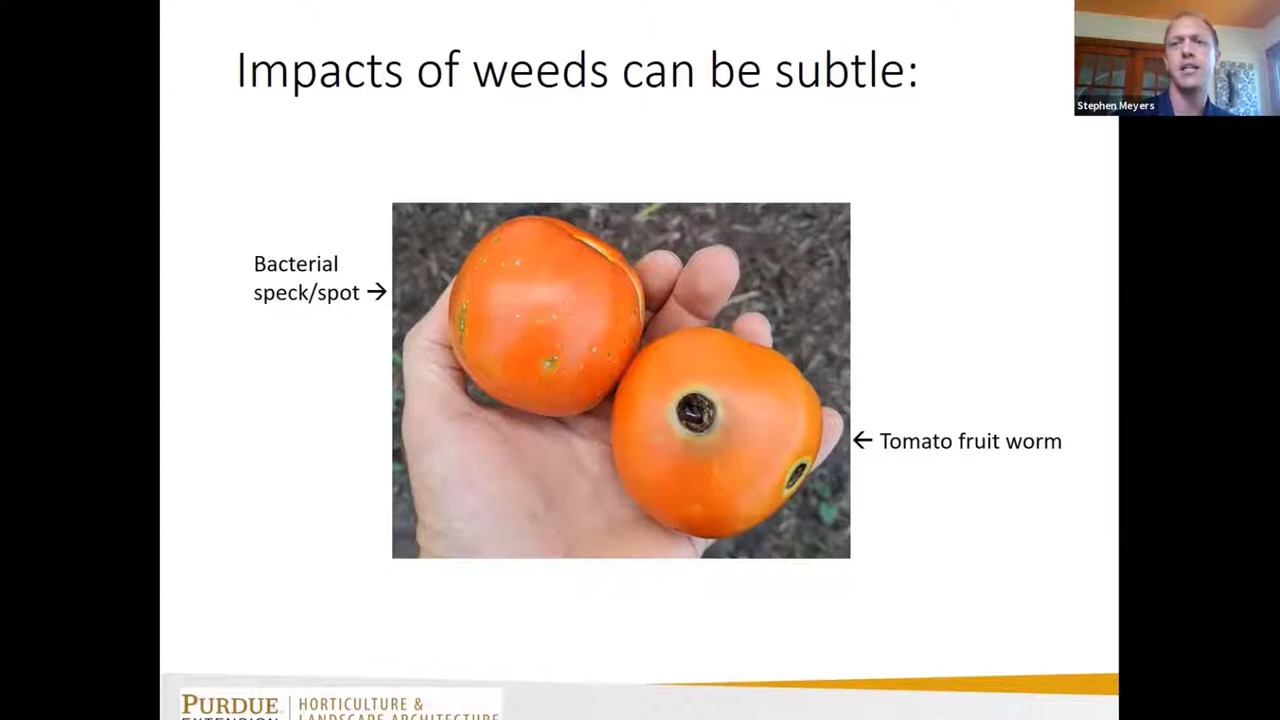 Impacts of weeds can be subtle:
Stephen Meyers
Bacterial
speck/spot →
← Tomato fruit worm
PURDUE | HORTICULTURE &
EXTENSION | LANDSCAPE ARCHITECTURE